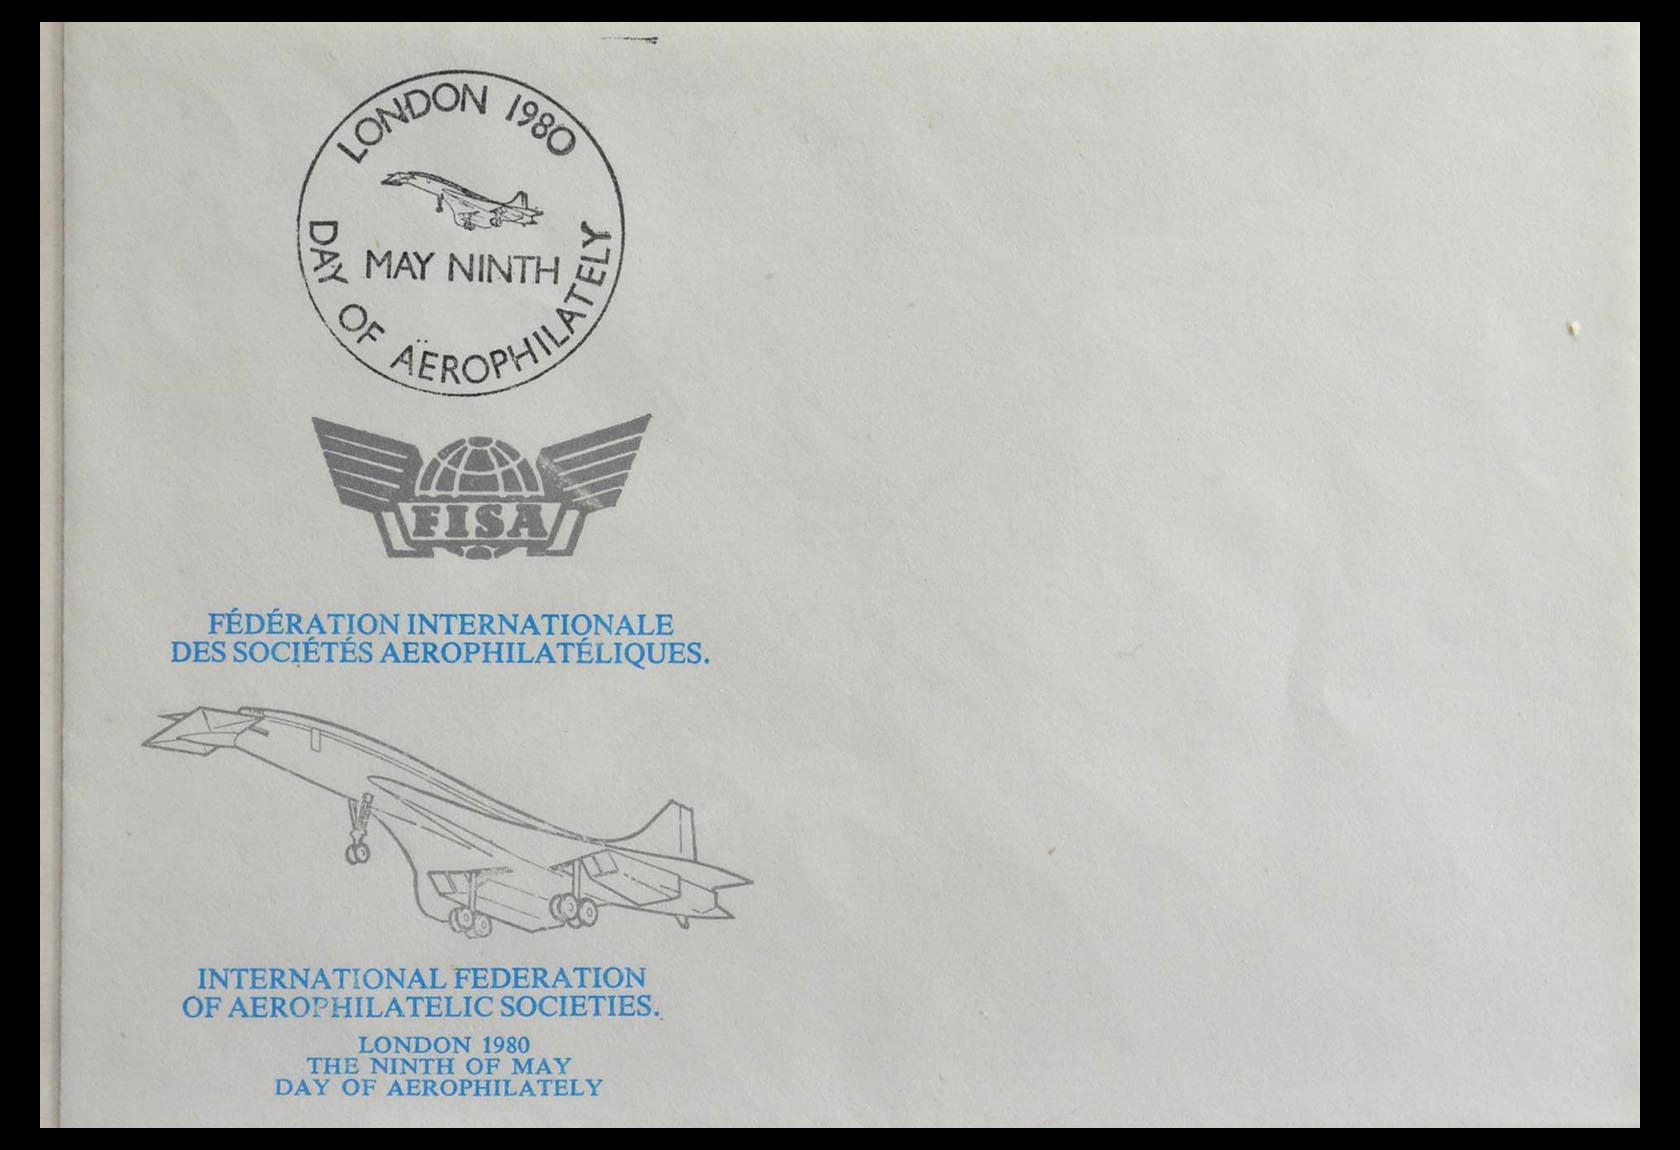 LONDON 1980
MAY NINTH
DAY OF AËROPHILATELY
FISA
FÉDÉRATION INTERNATIONALE
DES SOCIÉTÉS AEROPHILATÉLIQUES.
INTERNATIONAL FEDERATION
OF AEROPHILATELIC SOCIETIES.
LONDON 1980
THE NINTH OF MAY
DAY OF AEROPHILATELY